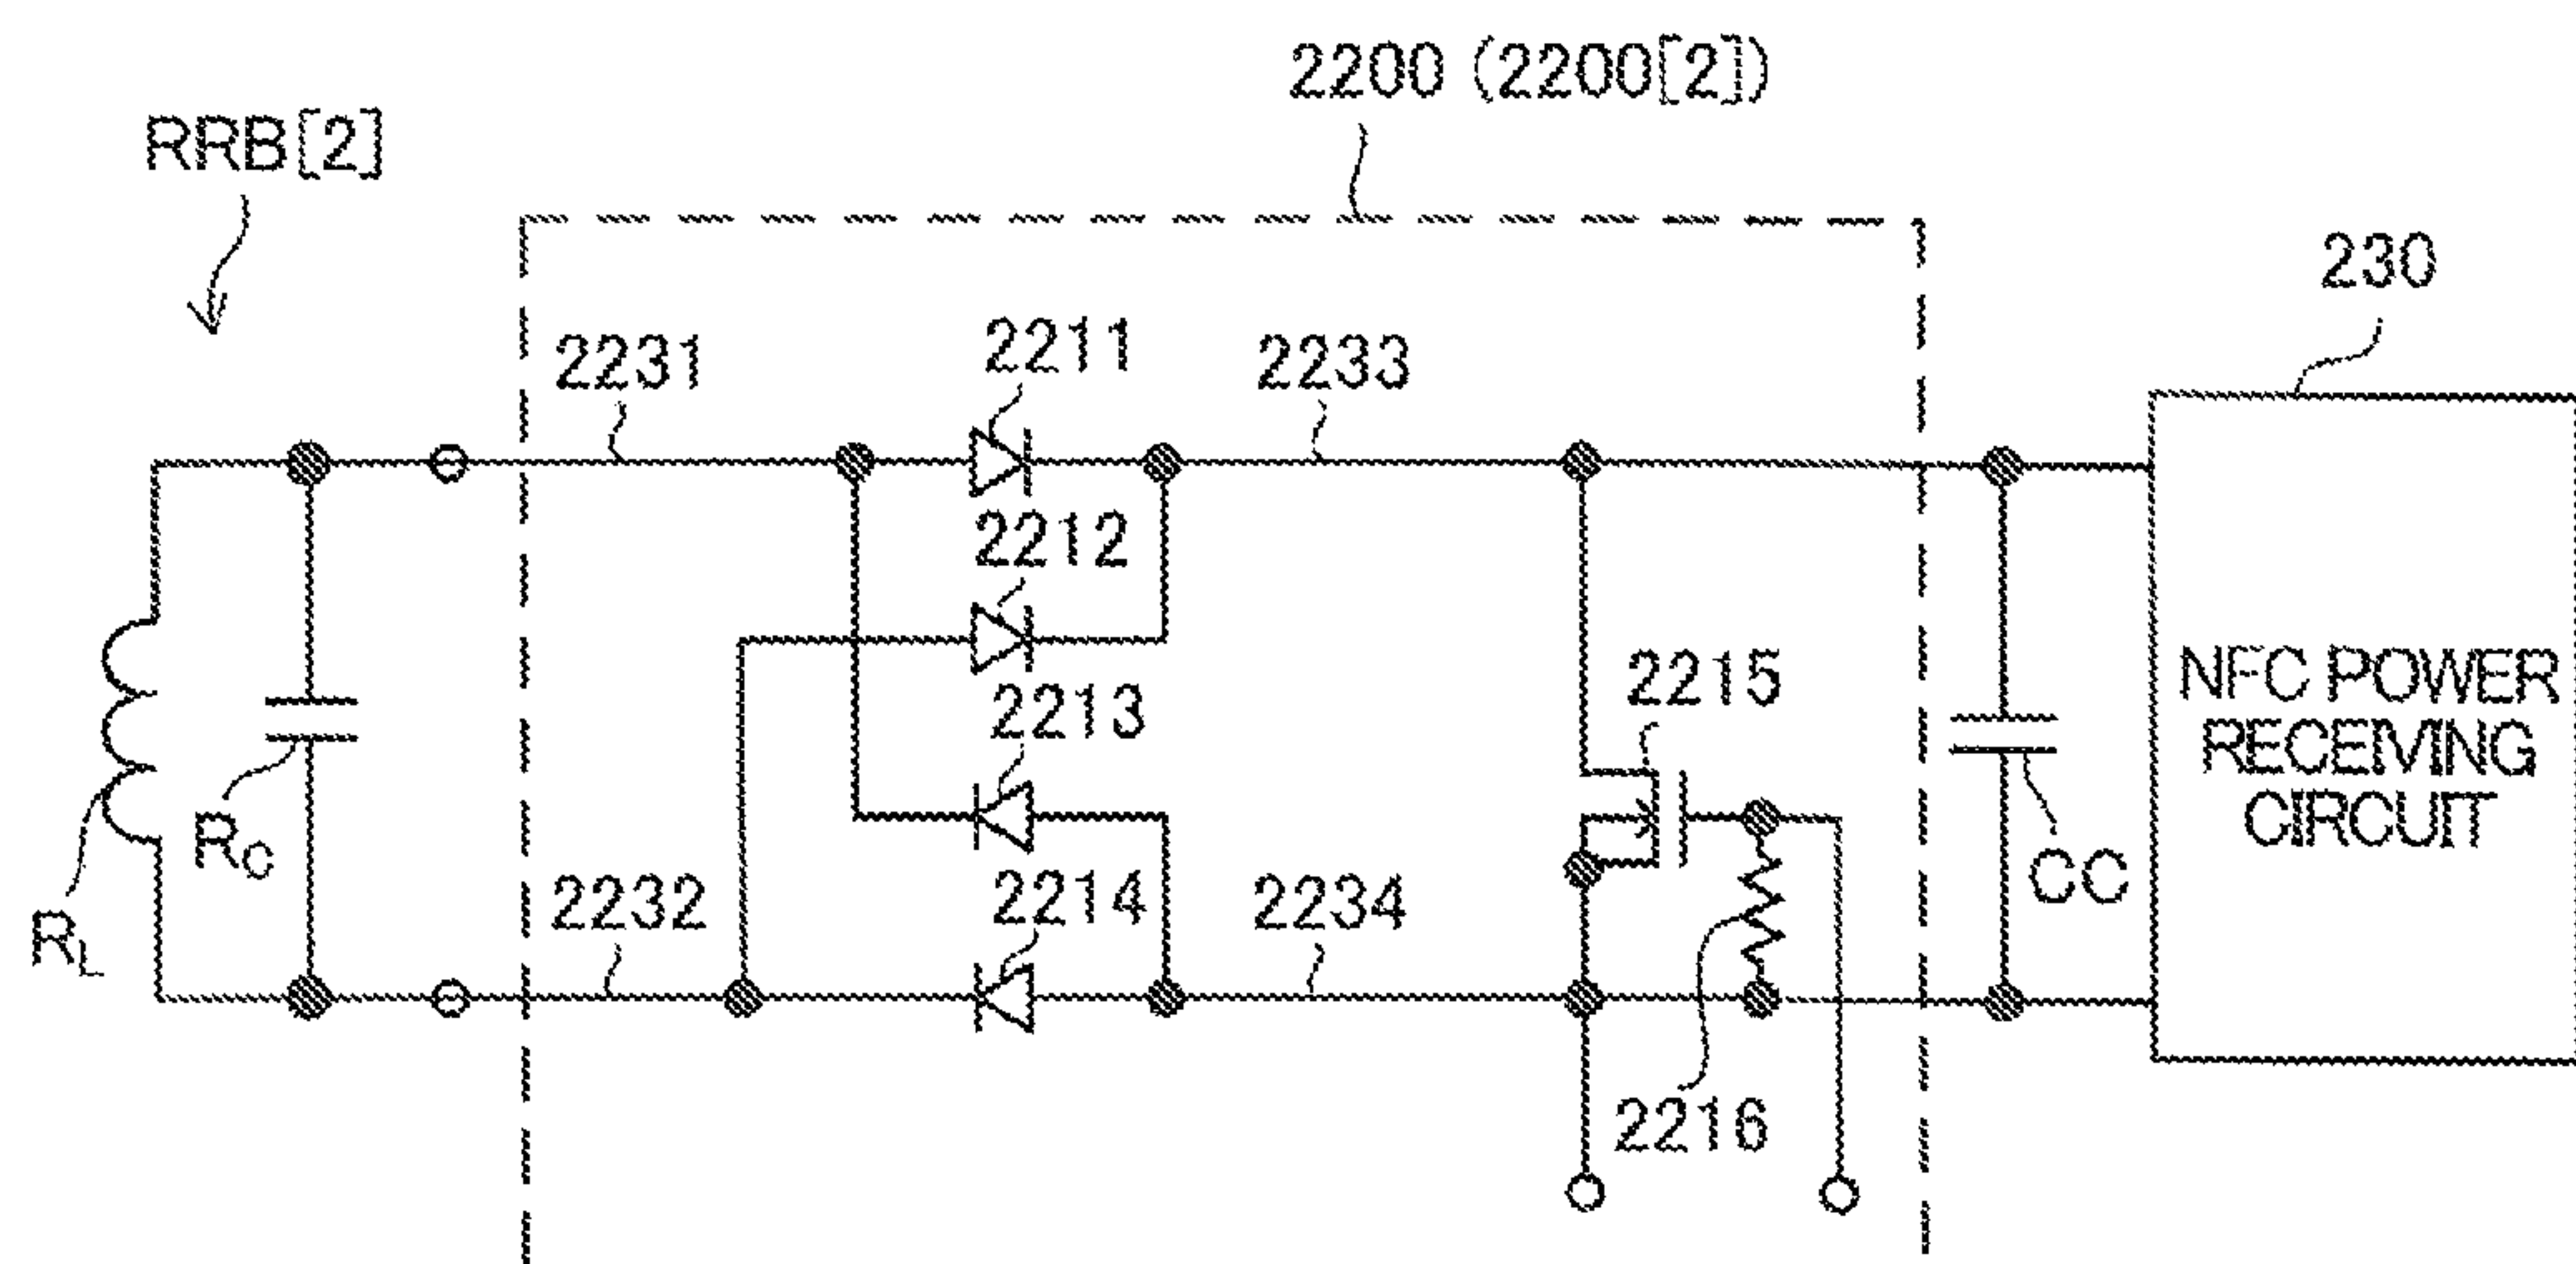 2200 (2200[2])
RRB[2]
230
2231
2211
2233
2212
2213
2215
NFC POWER
RECEIVING
CIRCUIT
RC
CC
RL
2232
2214
2234
2216